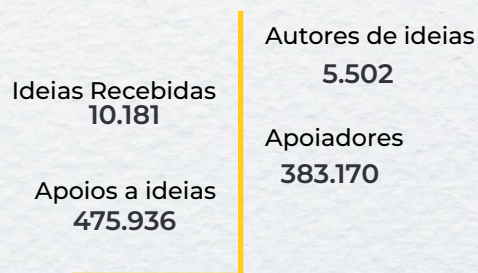 Ideias Recebidas
10.181
Apoios a ideias
475.936
Autores de ideias
5.502
Apoiadores
383.170